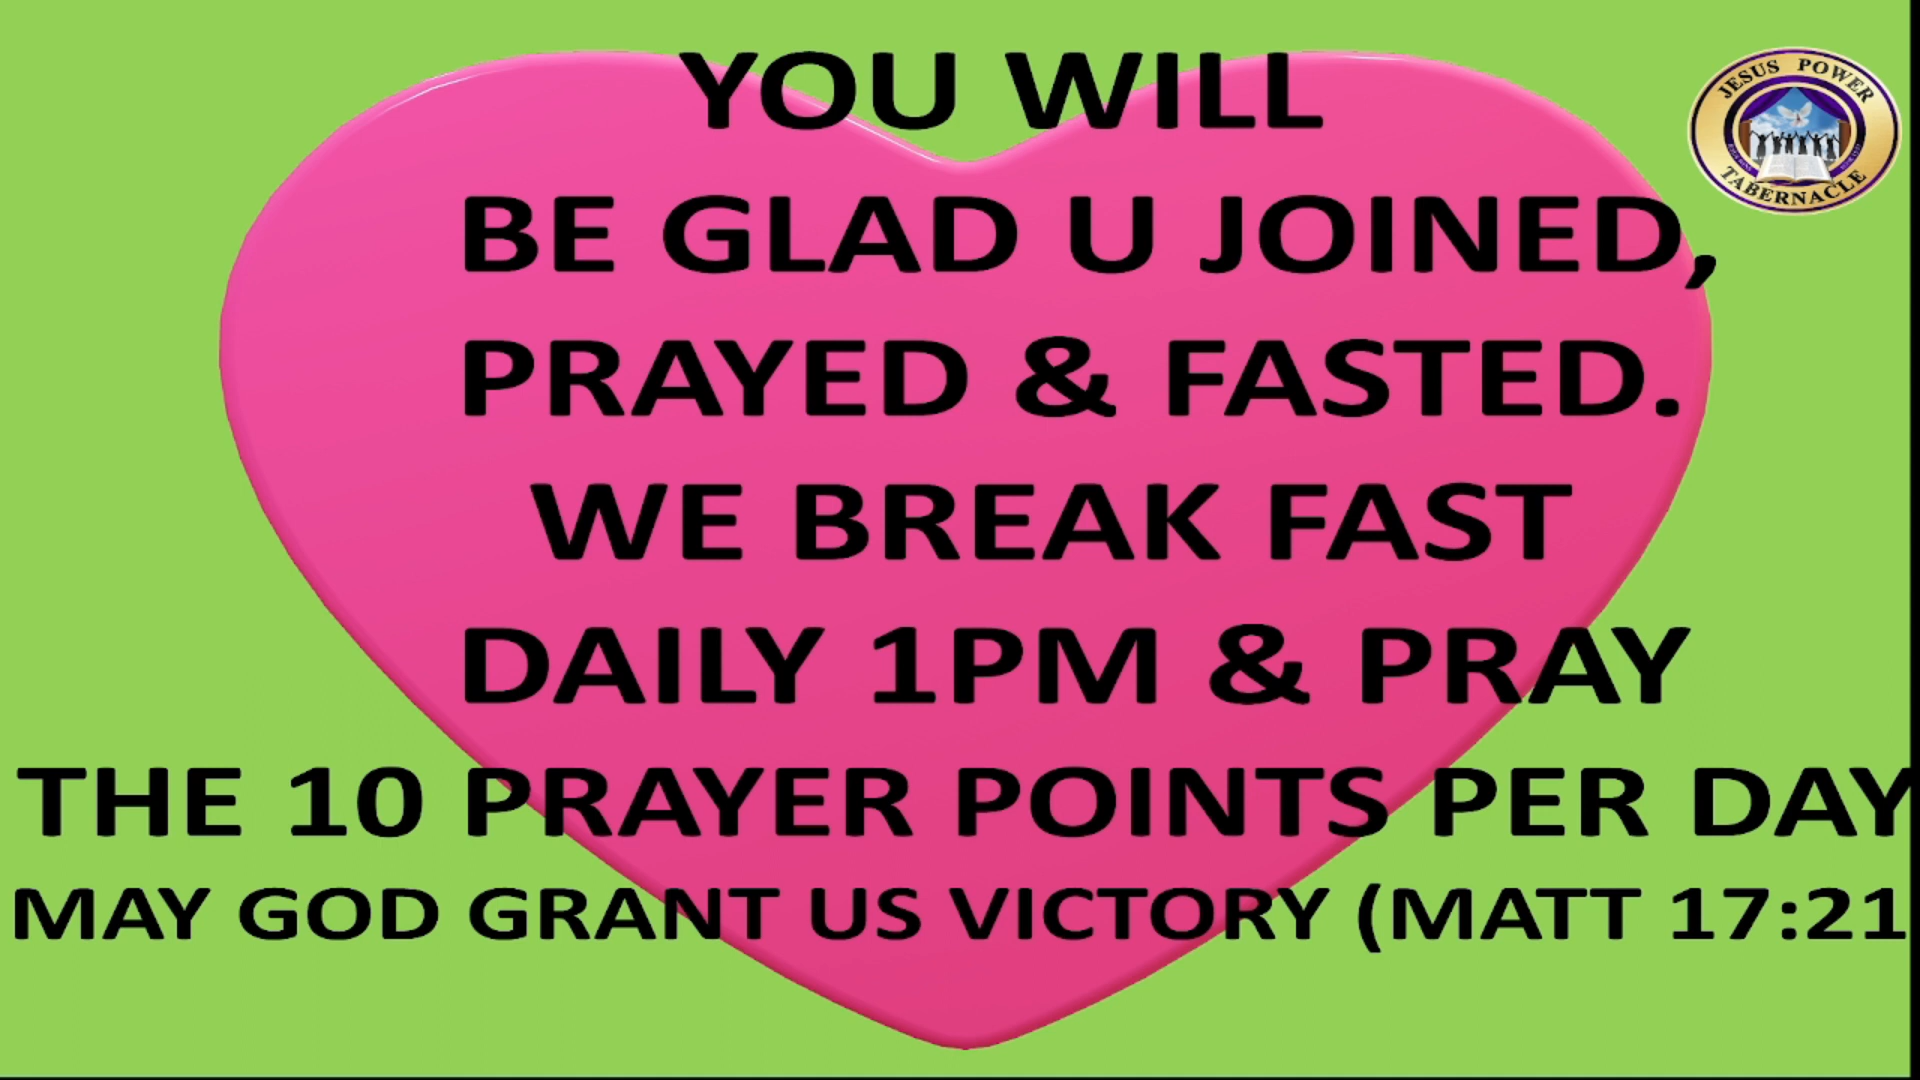 YOU WILL
BE GLAD U JOINED,
PRAYED & FASTED.
WE BREAK FAST
DAILY 1PM & PRAY
THE 10 PRAYER POINTS PER DAY
MAY GOD GRANT US VICTORY (MATT 17:21
JESUS POWER
TABERNACLE